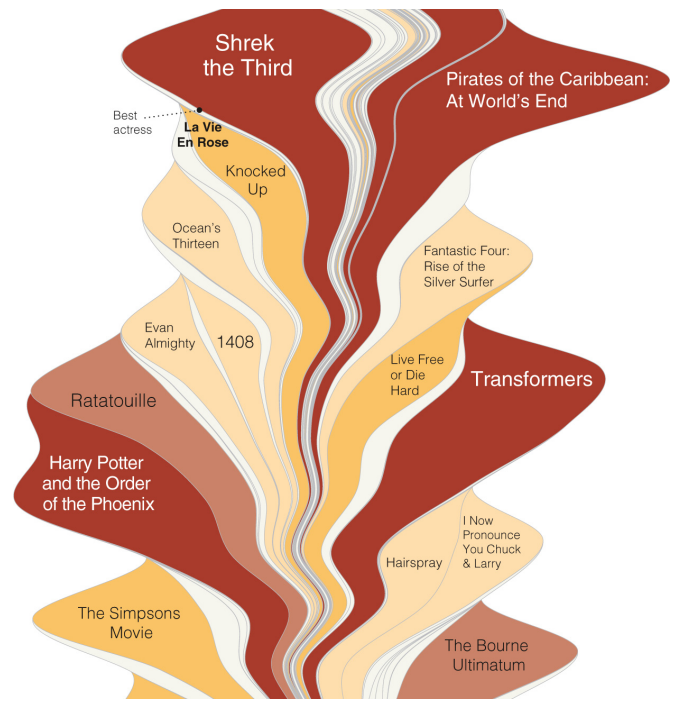 Shrek
the Third
Pirates of the Caribbean:
At World's End
Best
actress
La Vie
En Rose
Knocked
Up
Ocean's
Thirteen
Fantastic Four:
Rise of the
Silver Surfer
Evan
Almighty
1408
Live Free
or Die
Hard
Transformers
Ratatouille
Harry Potter
and the Order
of the Phoenix
I Now
Pronounce
You Chuck
& Larry
Hairspray
The Simpsons
Movie
The Bourne
Ultimatum